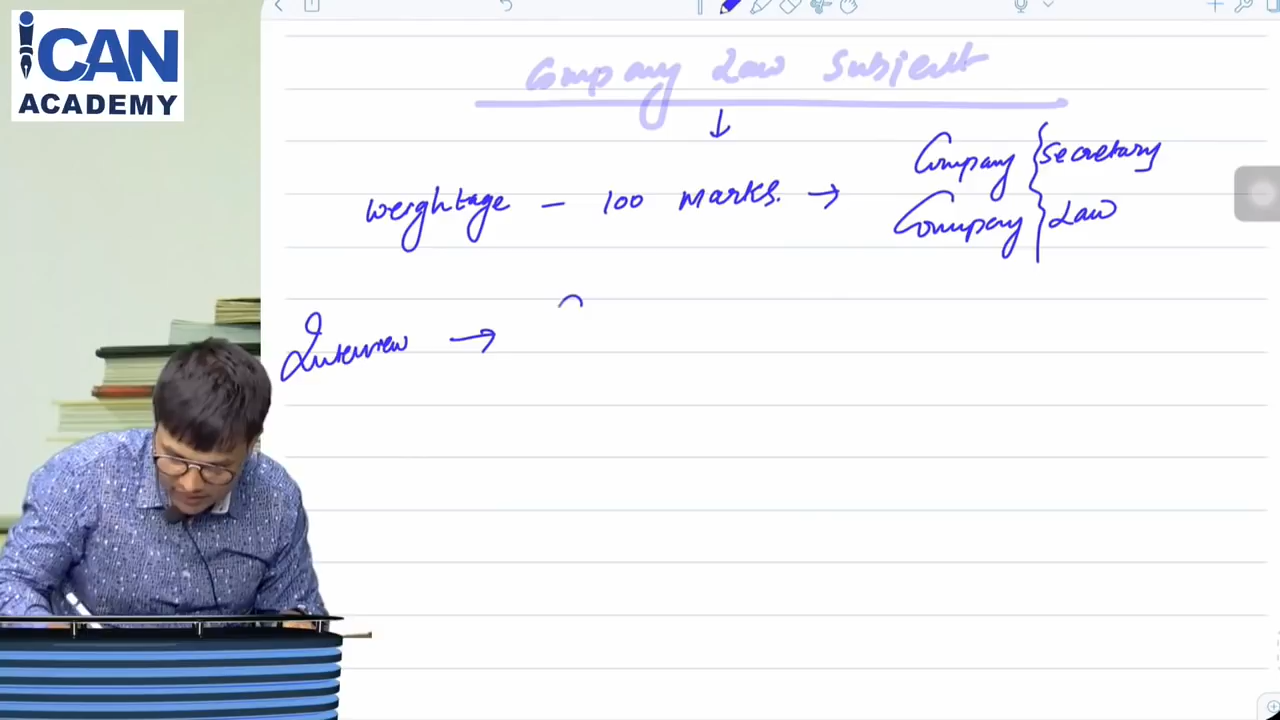 iCAN
ACADEMY
Company Law Subject
↓
Weightage - 100 Marks. → Company { Secretary
Company { Law
Interview →